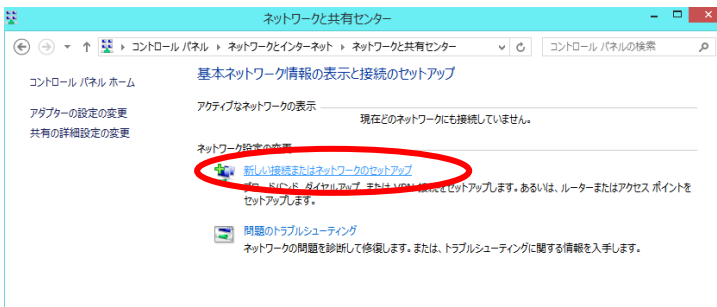 ネットワークと共有センター
コントロール パネル ▸ ネットワークとインターネット ▸ ネットワークと共有センター
コントロール パネルの検索
コントロール パネル ホーム
アダプターの設定の変更
共有の詳細設定の変更
基本ネットワーク情報の表示と接続のセットアップ
アクティブなネットワークの表示
現在どのネットワークにも接続していません。
ネットワーク設定の変更
新しい接続またはネットワークのセットアップ
ブロードバンド、ダイヤルアップ、または VPN 接続をセットアップします。あるいは、ルーターまたはアクセス ポイントを
セットアップします。
問題のトラブルシューティング
ネットワークの問題を診断して修復します。または、トラブルシューティングに関する情報を入手します。